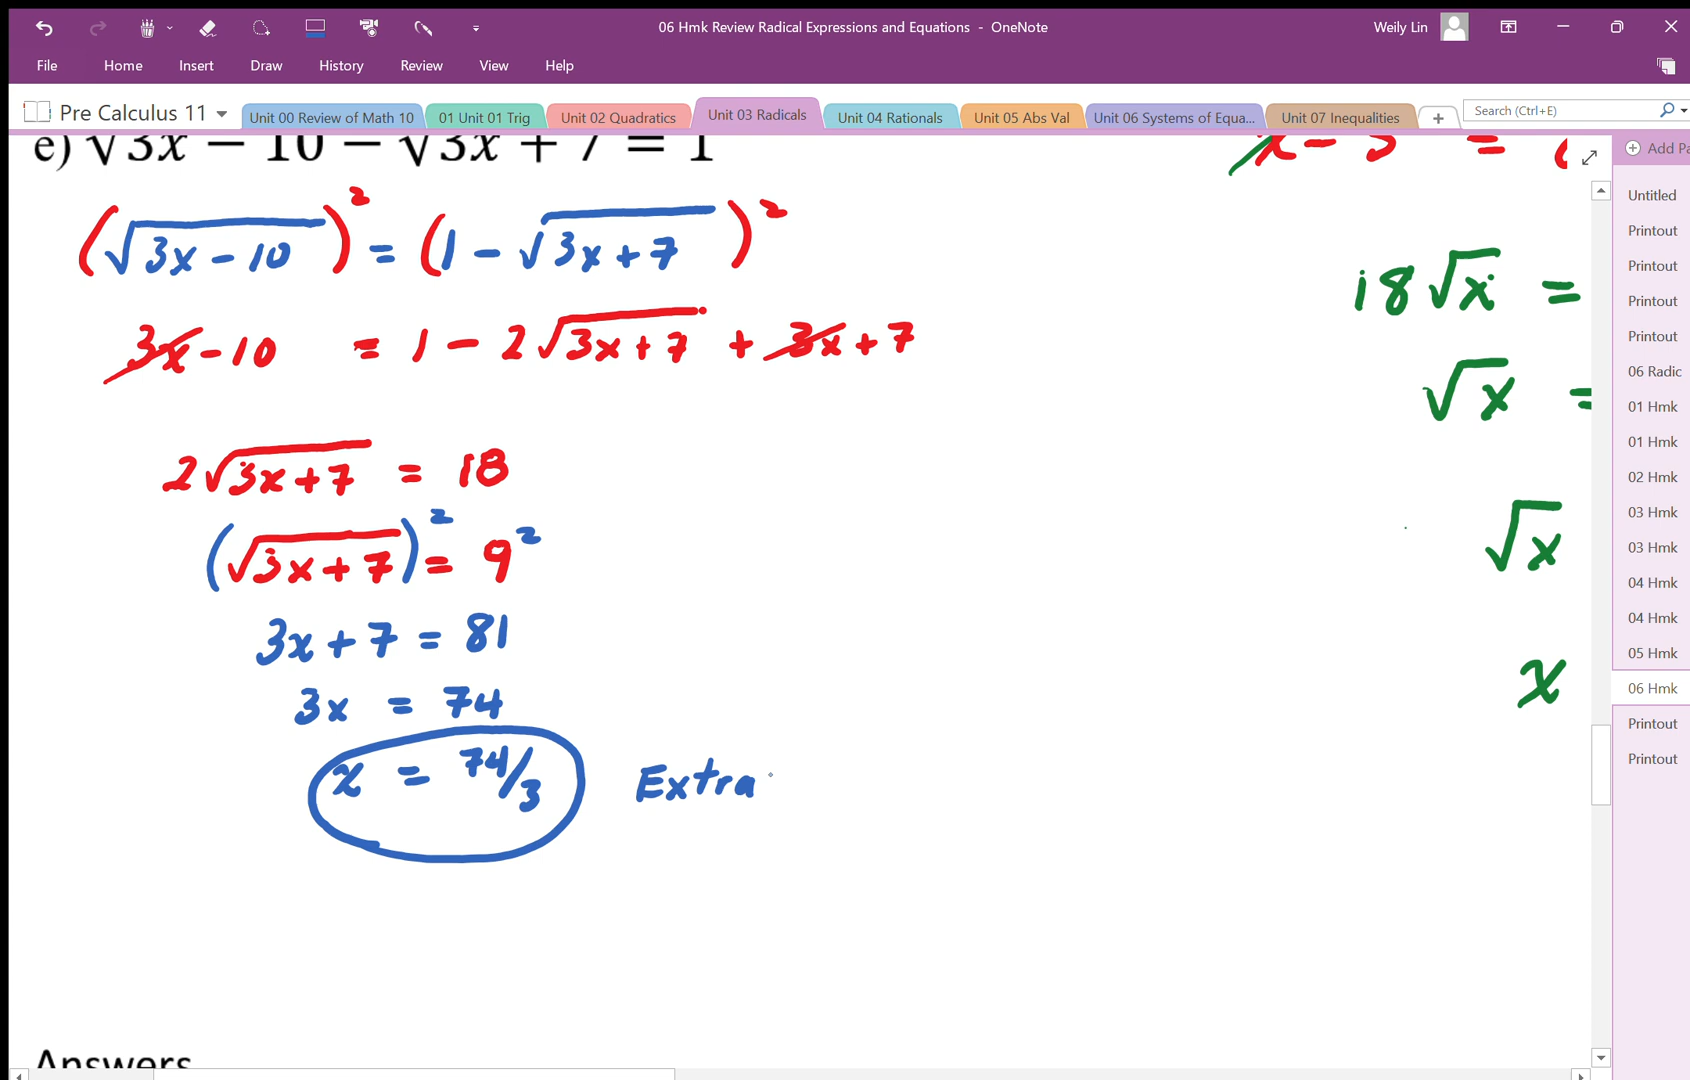 06 Hmk Review Radical Expressions and Equations - OneNote
Weily Lin
File Home Insert Draw History Review View Help
Pre Calculus 11
Unit 00 Review of Math 10
01 Unit 01 Trig
Unit 02 Quadratics
Unit 03 Radicals
Unit 04 Rationals
Unit 05 Abs Val
Unit 06 Systems of Equa...
Unit 07 Inequalities
+
Search (Ctrl+E)
e) √3x − 10 − √3x + 7 = 1
(√3x − 10)² = (1 − √3x + 7)²
3x − 10 = 1 − 2√3x + 7 + 3x + 7
2√3x + 7 = 18
(√3x + 7)² = 9²
3x + 7 = 81
3x = 74
x = 74/3 Extra
Answers
x − 3 =
18√x =
√x =
√x
x
Add Pa
Untitled
Printout
Printout
Printout
Printout
06 Radic
01 Hmk
01 Hmk
02 Hmk
03 Hmk
03 Hmk
04 Hmk
04 Hmk
05 Hmk
06 Hmk
Printout
Printout